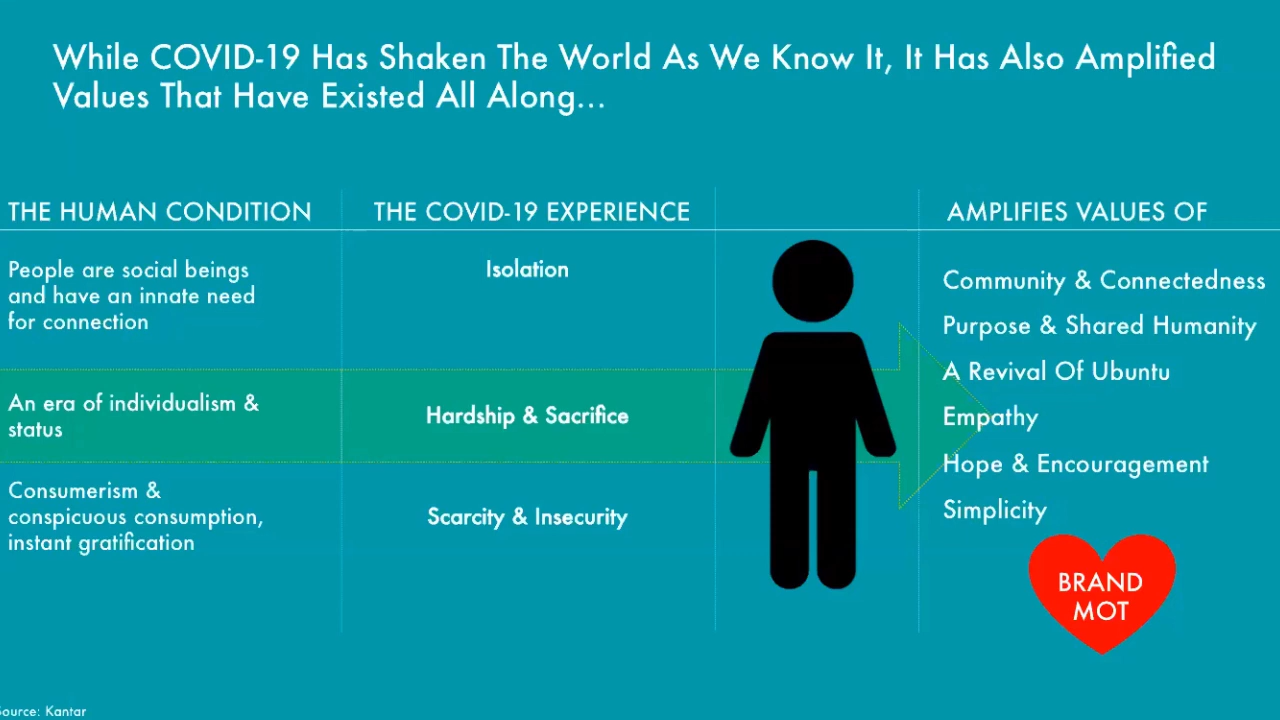 While COVID-19 Has Shaken The World As We Know It, It Has Also Amplified
Values That Have Existed All Along...
THE HUMAN CONDITION
THE COVID-19 EXPERIENCE
AMPLIFIES VALUES OF
People are social beings
and have an innate need
for connection
Isolation
An era of individualism &
status
Hardship & Sacrifice
Consumerism &
conspicuous consumption,
instant gratification
Scarcity & Insecurity
Community & Connectedness
Purpose & Shared Humanity
A Revival Of Ubuntu
Empathy
Hope & Encouragement
Simplicity
BRAND
MOT
Source: Kantar